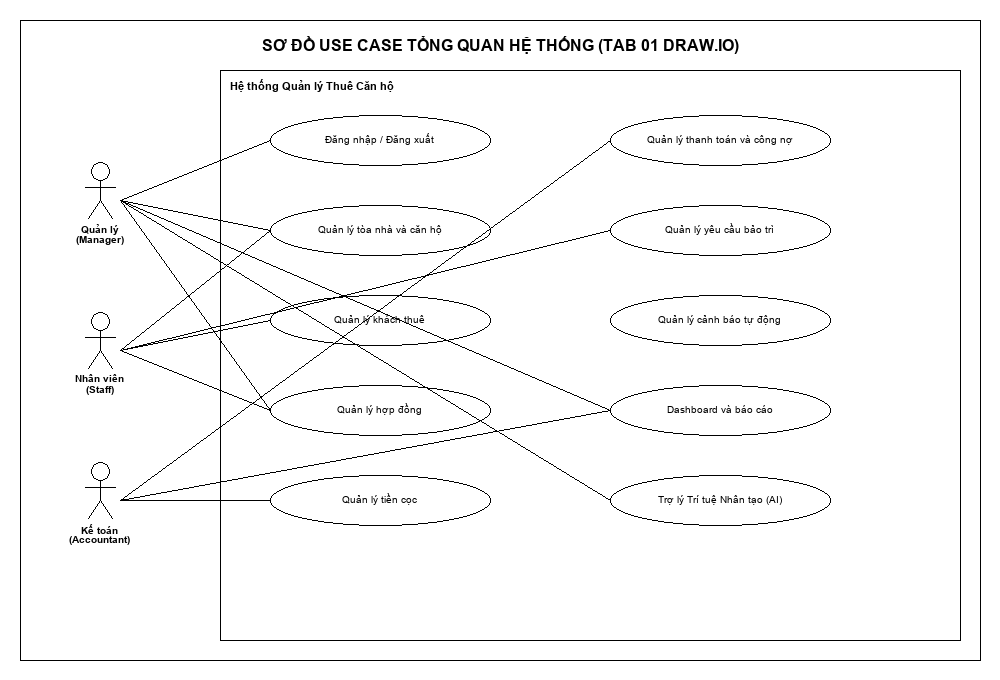 SƠ ĐỒ USE CASE TỔNG QUAN HỆ THỐNG (TAB 01 DRAW.IO)
Hệ thống Quản lý Thuê Căn hộ
Đăng nhập / Đăng xuất
Quản lý thanh toán và công nợ
Quản lý
(Manager)
Quản lý tòa nhà và căn hộ
Quản lý yêu cầu bảo trì
Quản lý khách thuê
Quản lý cảnh báo tự động
Nhân viên
(Staff)
Quản lý hợp đồng
Dashboard và báo cáo
Quản lý tiền cọc
Trợ lý Trí tuệ Nhân tạo (AI)
Kế toán
(Accountant)